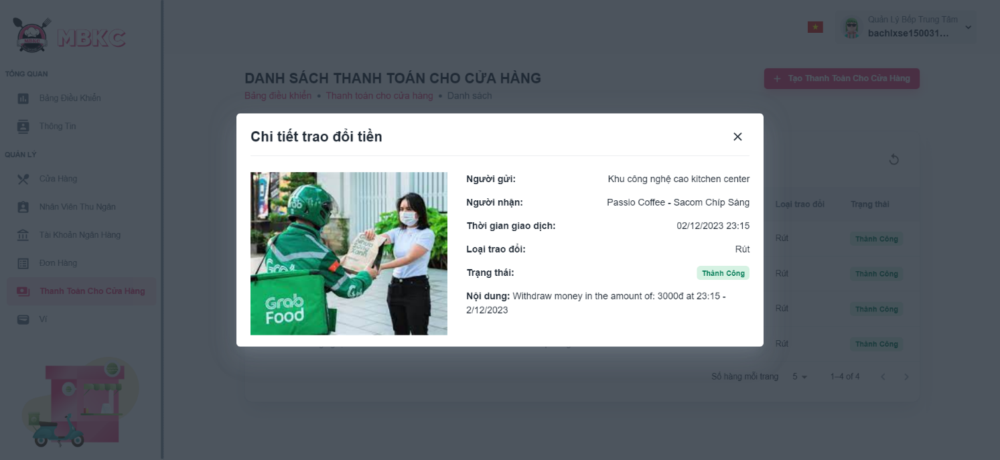 MBKC
MBKC
Quản Lý Bếp Trung Tâm
bachlxse150031...
TỔNG QUAN
Bảng Điều Khiển
Thông Tin
QUẢN LÝ
Cửa Hàng
Nhân Viên Thu Ngân
Tài Khoản Ngân Hàng
Đơn Hàng
Thanh Toán Cho Cửa Hàng
Ví
DANH SÁCH THANH TOÁN CHO CỬA HÀNG
+ Tạo Thanh Toán Cho Cửa Hàng
Bảng điều khiển • Thanh toán cho cửa hàng • Danh sách
Chi tiết trao đổi tiền
Grab
Food
Người gửi: Khu công nghệ cao kitchen center
Người nhận: Passio Coffee - Sacom Chíp Sáng
Thời gian giao dịch: 02/12/2023 23:15
Loại trao đổi: Rút
Trạng thái: Thành Công
Nội dung: Withdraw money in the amount of: 3000đ at 23:15 -
2/12/2023
Loại trao đổi Trạng thái
Rút Thành Công
Rút Thành Công
Rút Thành Công
Rút Thành Công
Số hàng mỗi trang 5 1–4 of 4